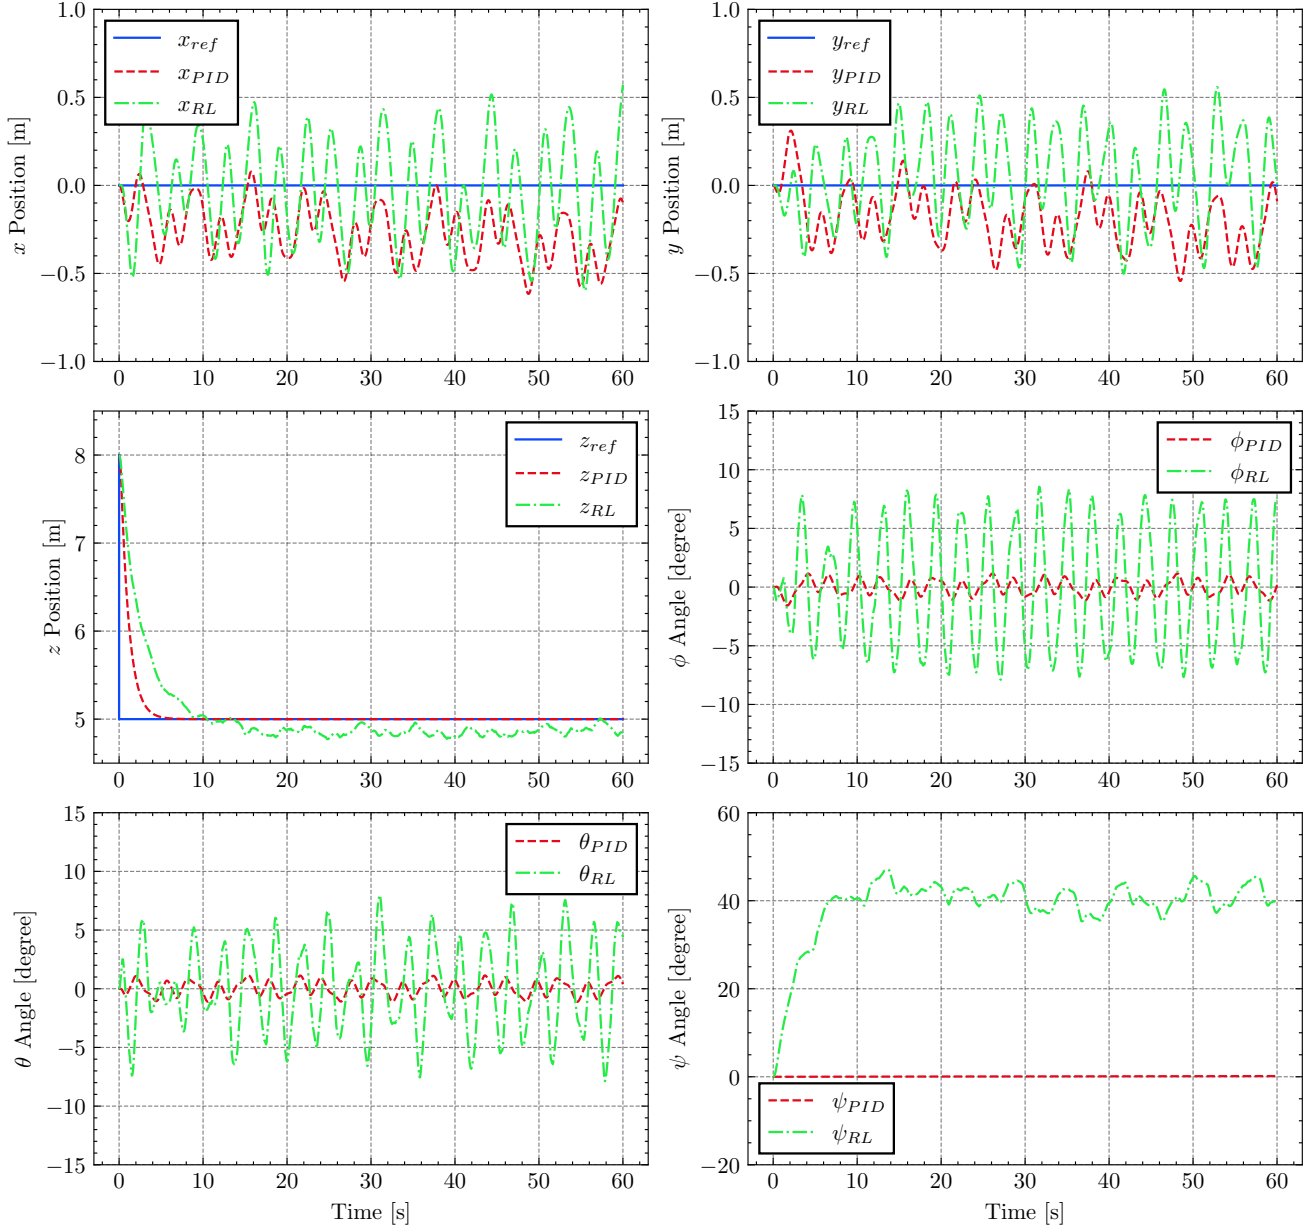 x_ref
x_PID
x_RL
1.0
0.5
0.0
−0.5
−1.0
x Position [m]
0 10 20 30 40 50 60
y_ref
y_PID
y_RL
1.0
0.5
0.0
−0.5
−1.0
y Position [m]
0 10 20 30 40 50 60
z_ref
z_PID
z_RL
8
7
6
5
z Position [m]
0 10 20 30 40 50 60
ϕ_PID
ϕ_RL
15
10
5
0
−5
−10
−15
ϕ Angle [degree]
0 10 20 30 40 50 60
θ_PID
θ_RL
15
10
5
0
−5
−10
−15
θ Angle [degree]
0 10 20 30 40 50 60
Time [s]
60
40
20
0
−20
ψ Angle [degree]
ψ_PID
ψ_RL
0 10 20 30 40 50 60
Time [s]